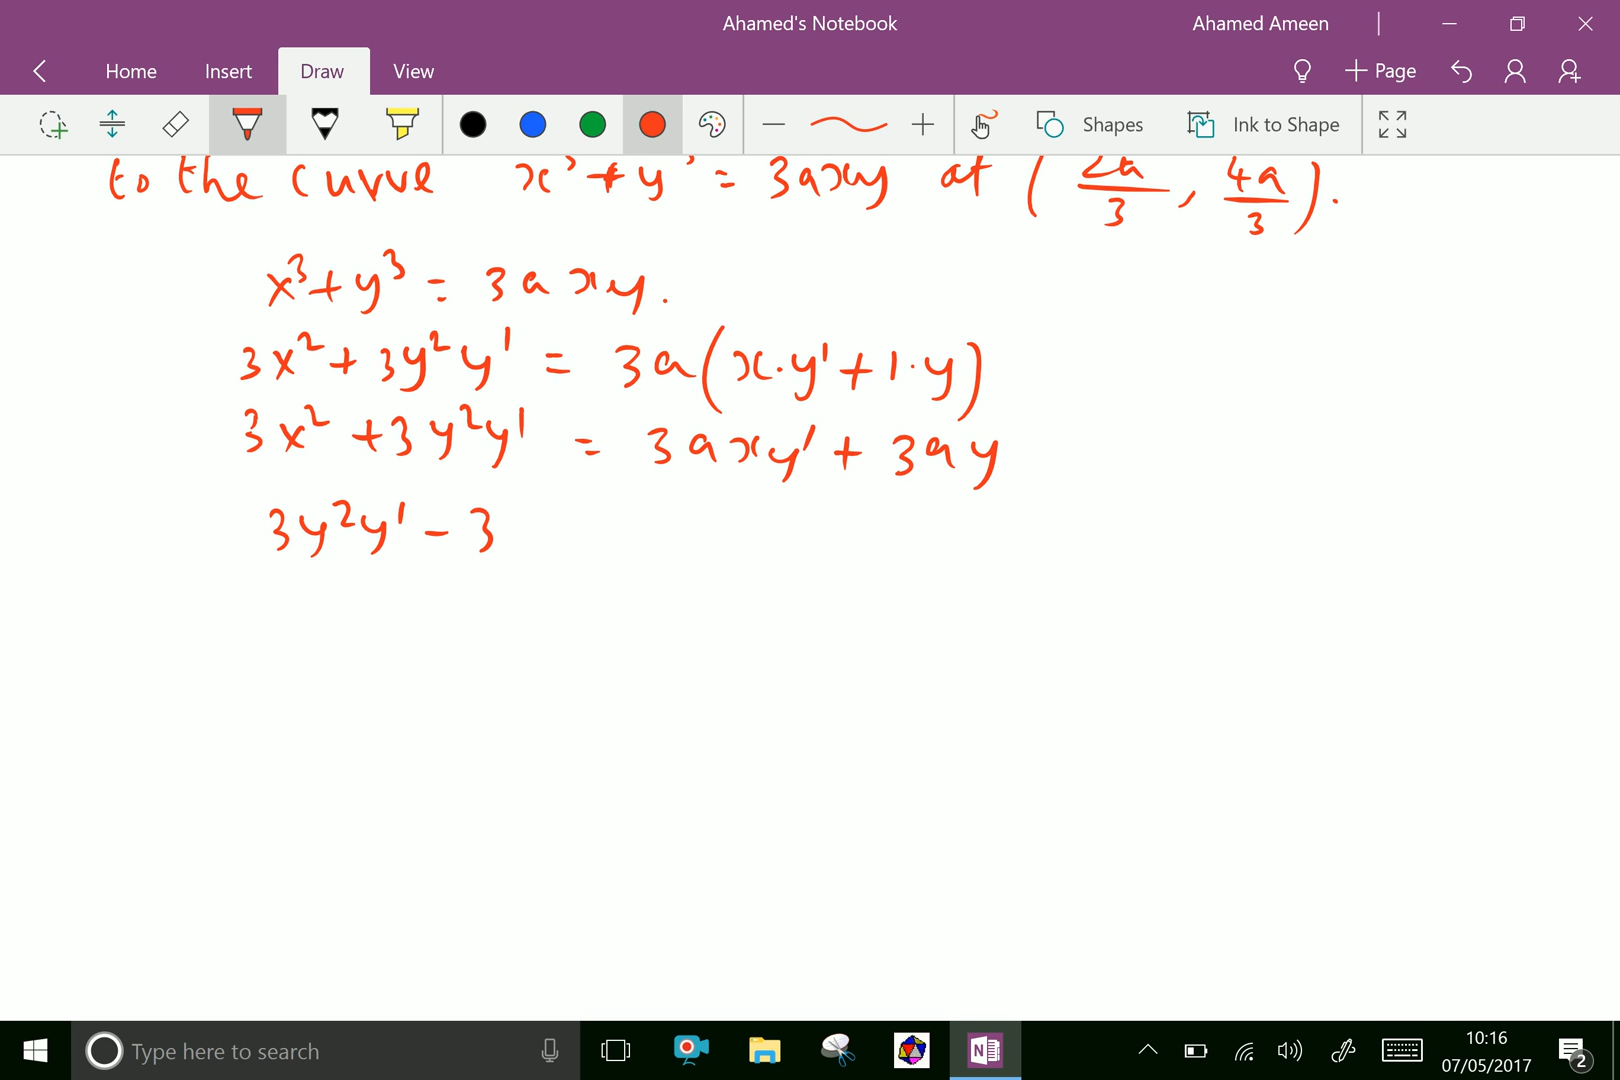 Ahamed's Notebook Ahamed Ameen
Home Insert Draw View Page
Shapes Ink to Shape
to the curve x³ + y³ = 3axy at (2a/3, 4a/3).
x³ + y³ = 3axy.
3x² + 3y²y' = 3a(x·y' + 1·y)
3x² + 3y²y' = 3axy' + 3ay
3y²y' - 3
Type here to search
10:16
07/05/2017
2